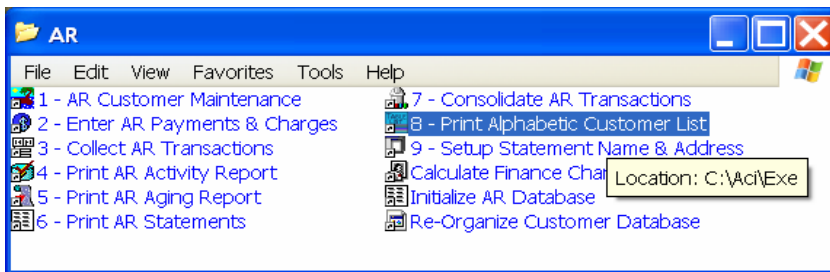 AR
File Edit View Favorites Tools Help
1 - AR Customer Maintenance
2 - Enter AR Payments & Charges
3 - Collect AR Transactions
4 - Print AR Activity Report
5 - Print AR Aging Report
6 - Print AR Statements
7 - Consolidate AR Transactions
8 - Print Alphabetic Customer List
9 - Setup Statement Name & Address
Calculate Finance Char
Location: C:\Aci\Exe
Initialize AR Database
Re-Organize Customer Database